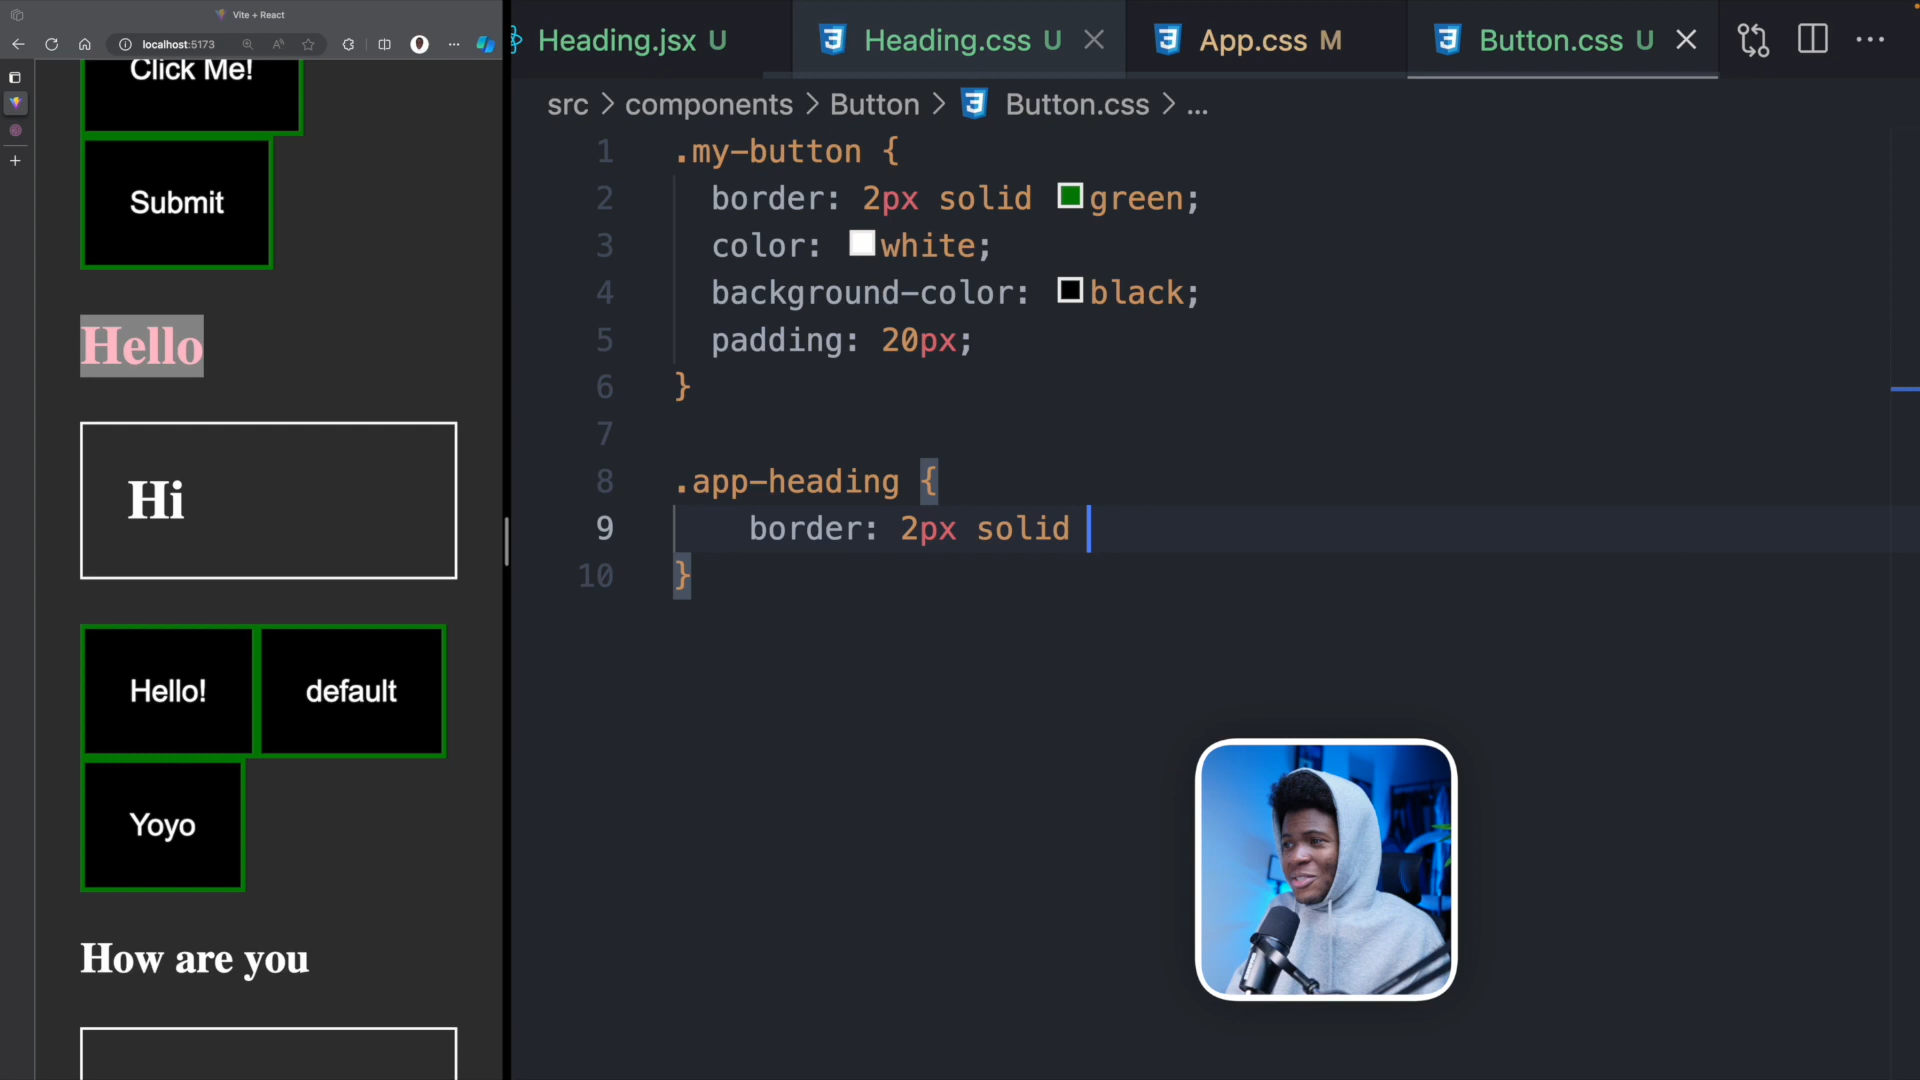 Vite + React
localhost:5173
Click Me!
Submit
Hello
Hi
Hello!
default
Yoyo
How are you
Heading.jsx U
Heading.css U
App.css M
Button.css U
src > components > Button > Button.css > ...
1 .my-button {
2 border: 2px solid green;
3 color: white;
4 background-color: black;
5 padding: 20px;
6 }
7
8 .app-heading {
9 border: 2px solid
10 }